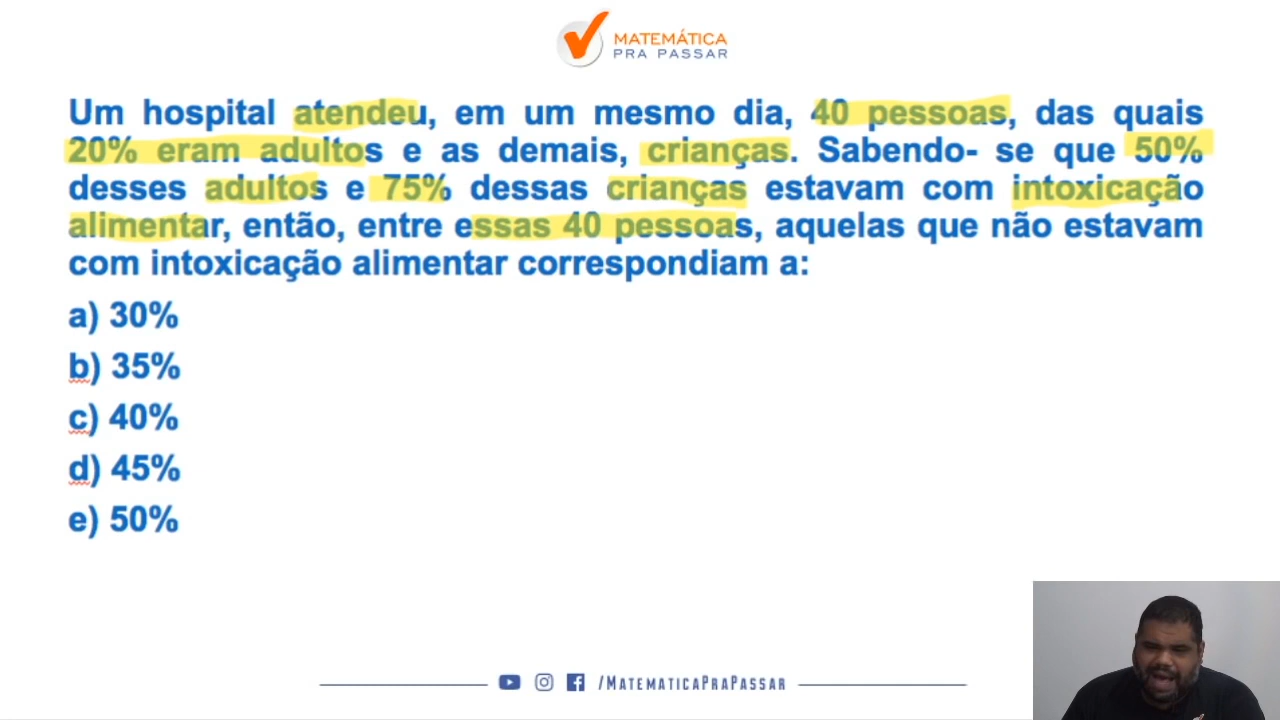 MATEMÁTICA
PRA PASSAR
Um hospital atendeu, em um mesmo dia, 40 pessoas, das quais
20% eram adultos e as demais, crianças. Sabendo- se que 50%
desses adultos e 75% dessas crianças estavam com intoxicação
alimentar, então, entre essas 40 pessoas, aquelas que não estavam
com intoxicação alimentar correspondiam a:
a) 30%
b) 35%
c) 40%
d) 45%
e) 50%
/MATEMATICAPRAPASSAR